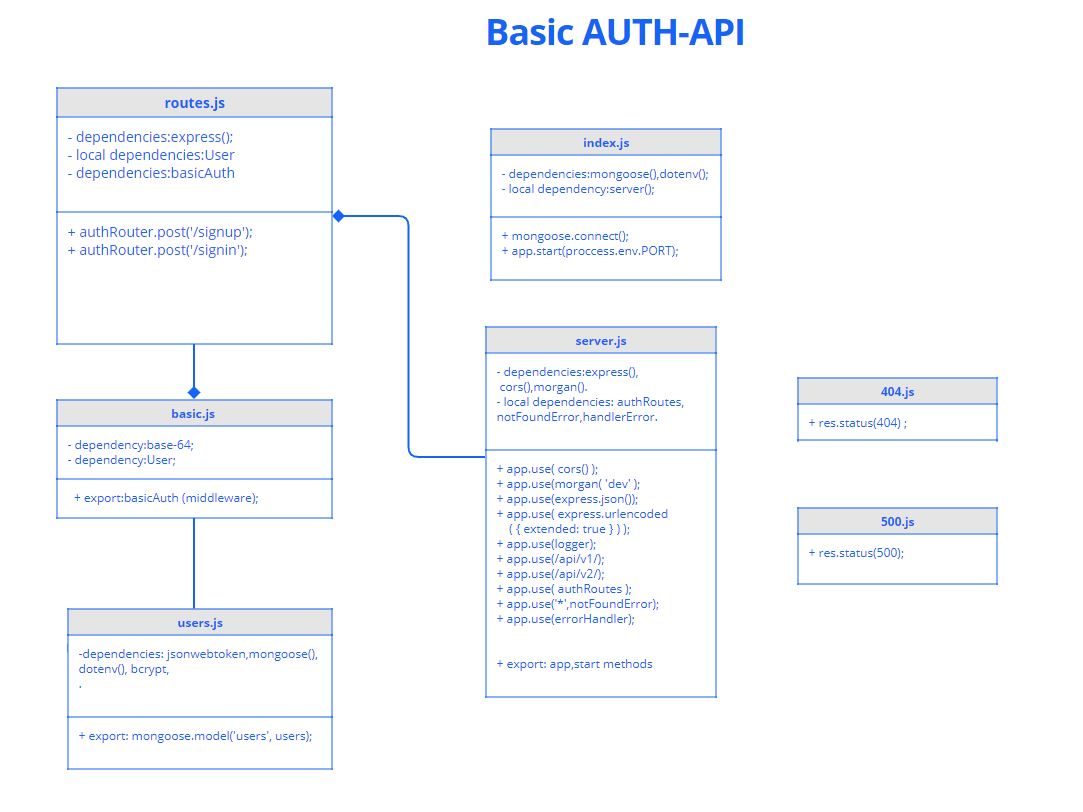 Basic AUTH-API
routes.js
- dependencies:express();
- local dependencies:User
- dependencies:basicAuth
+ authRouter.post('/signup');
+ authRouter.post('/signin');
basic.js
- dependency:base-64;
- dependency:User;
+ export:basicAuth (middleware);
users.js
-dependencies: jsonwebtoken,mongoose(),
dotenv(), bcrypt,
.
+ export: mongoose.model('users', users);
index.js
- dependencies:mongoose(),dotenv();
- local dependency:server();
+ mongoose.connect();
+ app.start(proccess.env.PORT);
server.js
- dependencies:express(),
cors(),morgan().
- local dependencies: authRoutes,
notFoundError,handlerError.
+ app.use( cors() );
+ app.use(morgan( 'dev' );
+ app.use(express.json());
+ app.use( express.urlencoded
( { extended: true } ) );
+ app.use(logger);
+ app.use(/api/v1/);
+ app.use(/api/v2/);
+ app.use( authRoutes );
+ app.use('*',notFoundError);
+ app.use(errorHandler);
+ export: app,start methods
404.js
+ res.status(404) ;
500.js
+ res.status(500);